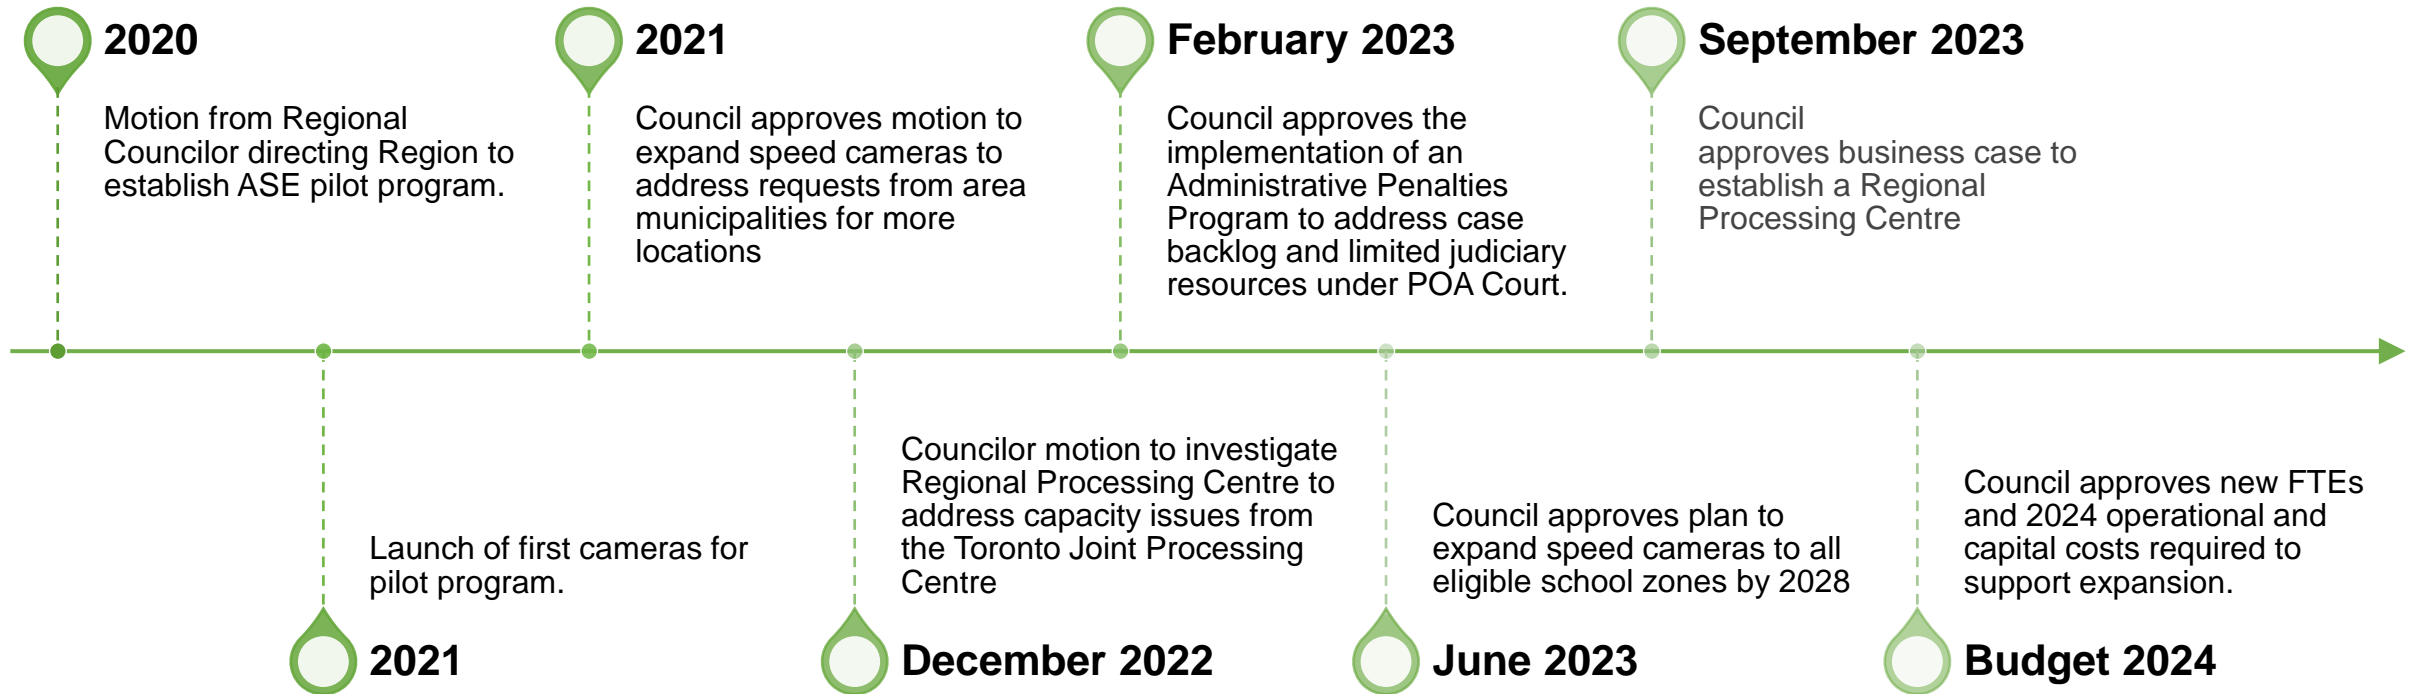 2020
Motion from Regional
Councilor directing Region to
establish ASE pilot program.
2021
Launch of first cameras for
pilot program.
2021
Council approves motion to
expand speed cameras to
address requests from area
municipalities for more
locations
December 2022
Councilor motion to investigate
Regional Processing Centre to
address capacity issues from
the Toronto Joint Processing
Centre
February 2023
Council approves the
implementation of an
Administrative Penalties
Program to address case
backlog and limited judiciary
resources under POA Court.
June 2023
Council approves plan to
expand speed cameras to all
eligible school zones by 2028
September 2023
Council
approves business case to
establish a Regional
Processing Centre
Budget 2024
Council approves new FTEs
and 2024 operational and
capital costs required to
support expansion.